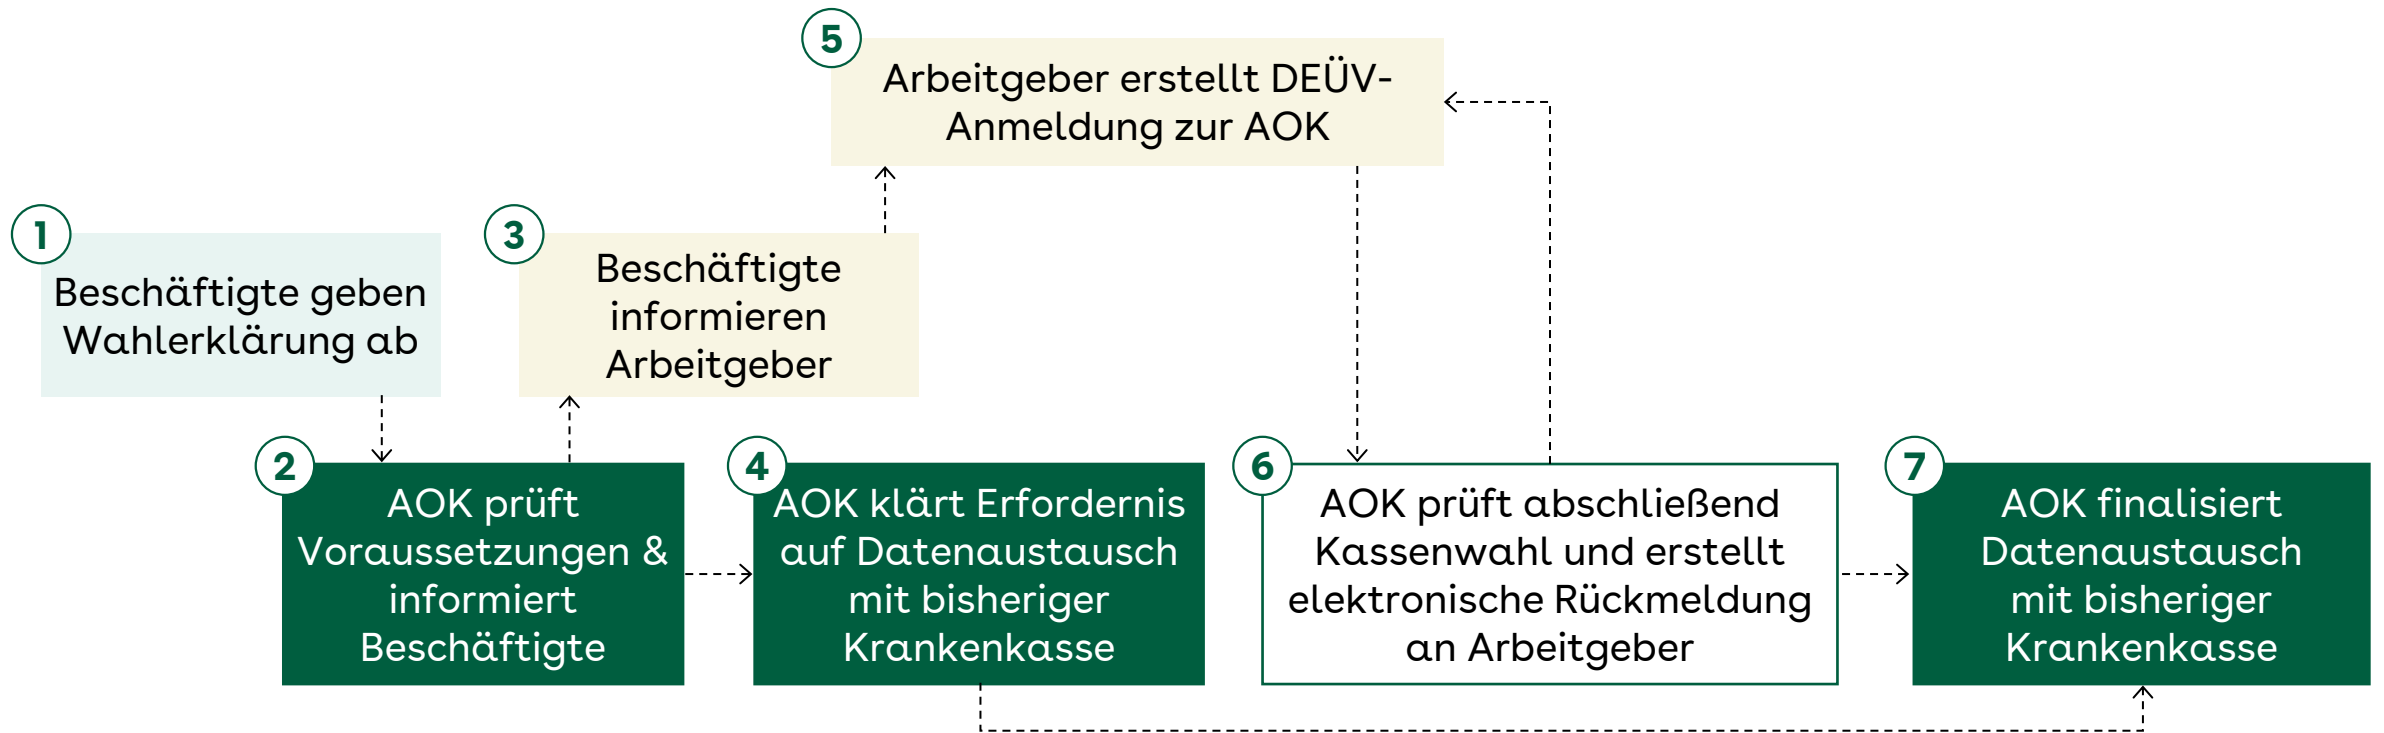 1
Beschäftigte geben
Wahlerklärung ab
2
AOK prüft
Voraussetzungen &
informiert
Beschäftigte
3
Beschäftigte
informieren
Arbeitgeber
4
AOK klärt Erfordernis
auf Datenaustausch
mit bisheriger
Krankenkasse
5
Arbeitgeber erstellt DEÜV-
Anmeldung zur AOK
6
AOK prüft abschließend
Kassenwahl und erstellt
elektronische Rückmeldung
an Arbeitgeber
7
AOK finalisiert
Datenaustausch
mit bisheriger
Krankenkasse